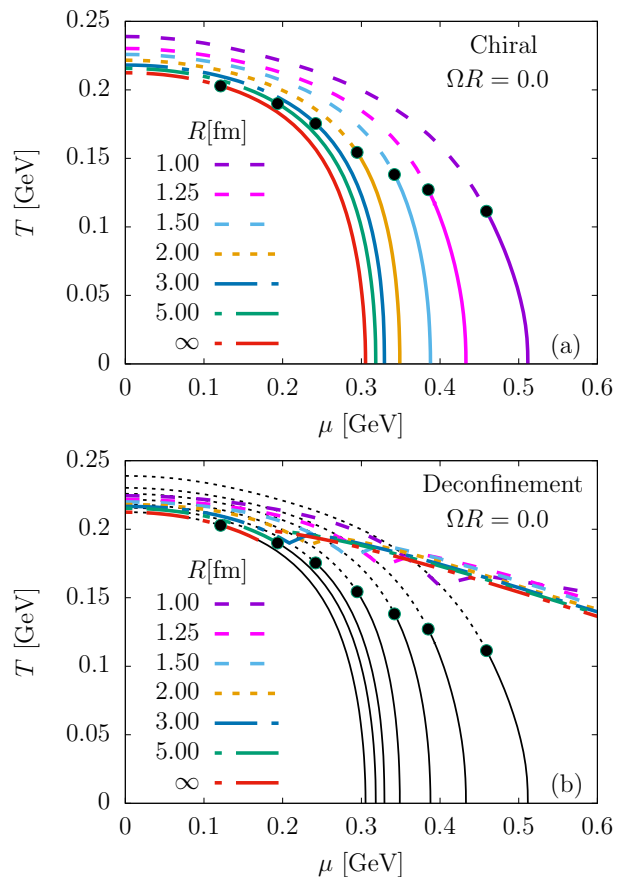 0.25
0.2
0.15
0.1
0.05
0
T [GeV]
Chiral
ΩR = 0.0
R[fm]
1.00
1.25
1.50
2.00
3.00
5.00
∞
(a)
0 0.1 0.2 0.3 0.4 0.5 0.6
μ [GeV]
0.25
0.2
0.15
0.1
0.05
0
T [GeV]
Deconfinement
ΩR = 0.0
R[fm]
1.00
1.25
1.50
2.00
3.00
5.00
∞
(b)
0 0.1 0.2 0.3 0.4 0.5 0.6
μ [GeV]